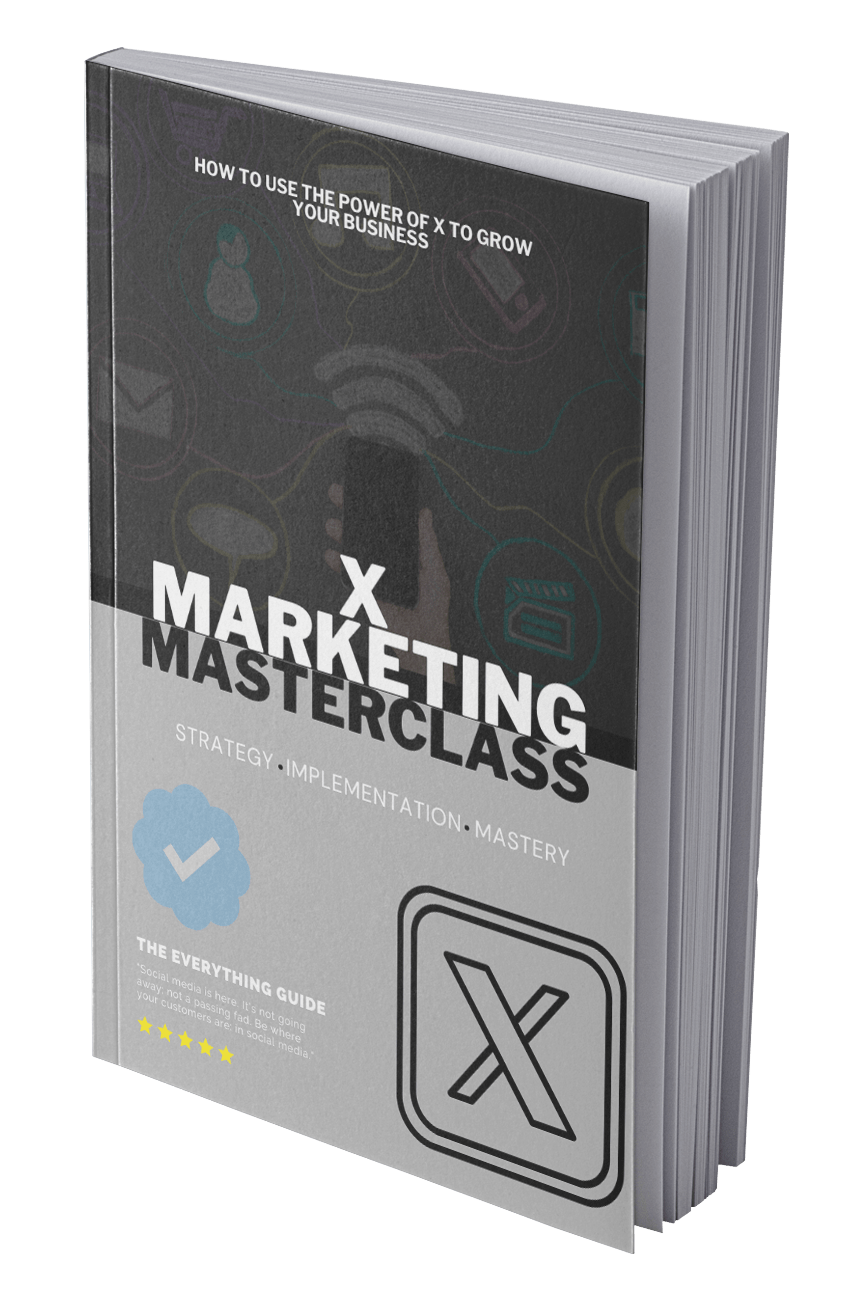 HOW TO USE THE POWER OF X TO GROW
YOUR BUSINESS
X
MARKETING
MASTERCLASS
STRATEGY • IMPLEMENTATION • MASTERY
THE EVERYTHING GUIDE
"Social media is here. It's not going
away; not a passing fad. Be where
your customers are: in social media."
X